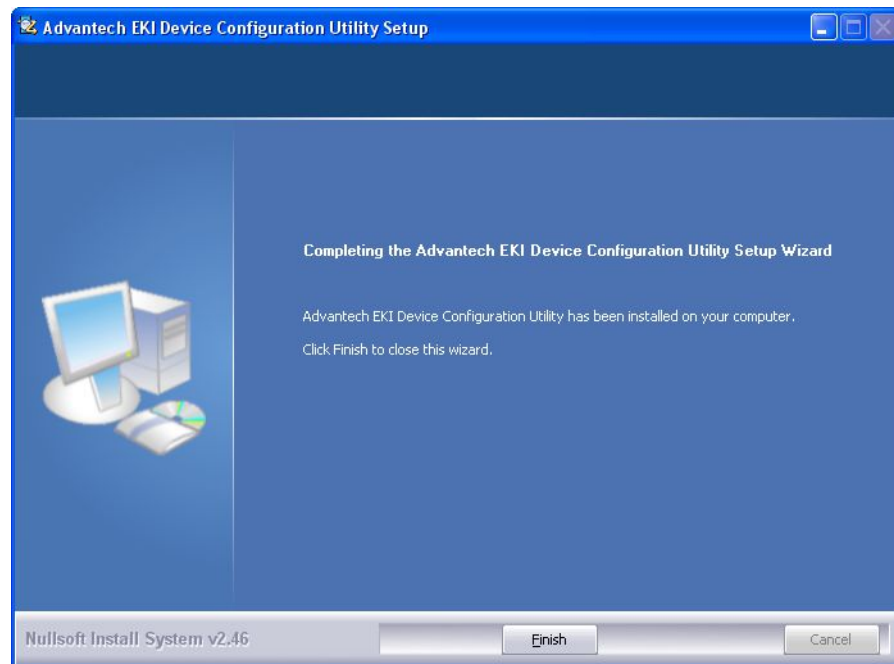 Advantech EKI Device Configuration Utility Setup
Completing the Advantech EKI Device Configuration Utility Setup Wizard
Advantech EKI Device Configuration Utility has been installed on your computer.
Click Finish to close this wizard.
Nullsoft Install System v2.46
Finish
Cancel